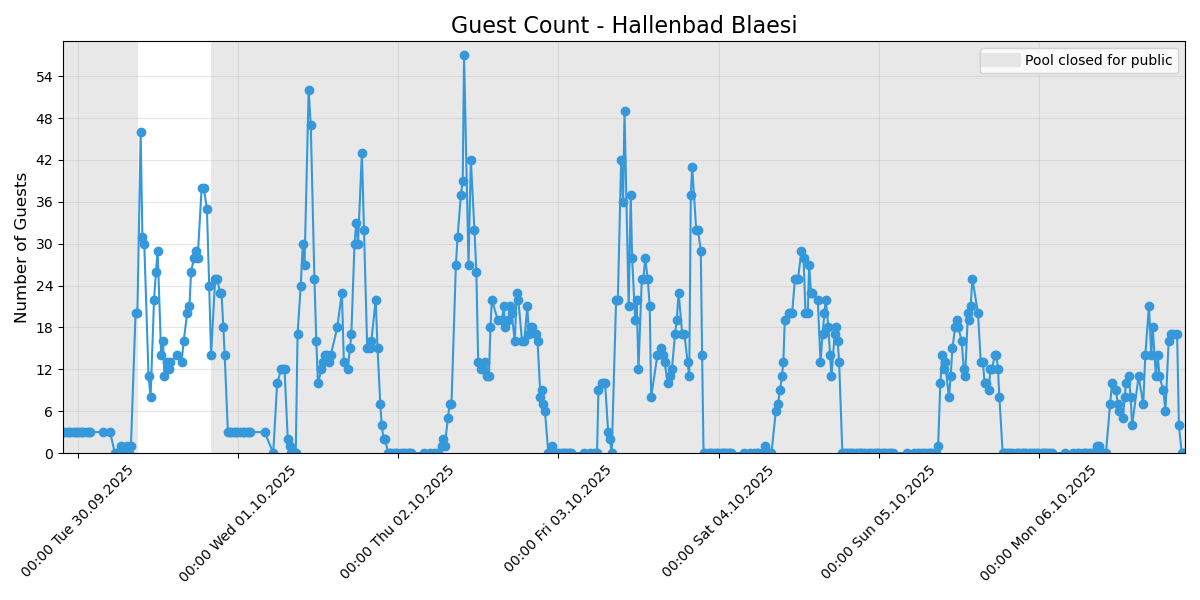 Guest Count - Hallenbad Blaesi
Pool closed for public
Number of Guests
54
48
42
36
30
24
18
12
6
0
00:00 Tue 30.09.2025
00:00 Wed 01.10.2025
00:00 Thu 02.10.2025
00:00 Fri 03.10.2025
00:00 Sat 04.10.2025
00:00 Sun 05.10.2025
00:00 Mon 06.10.2025